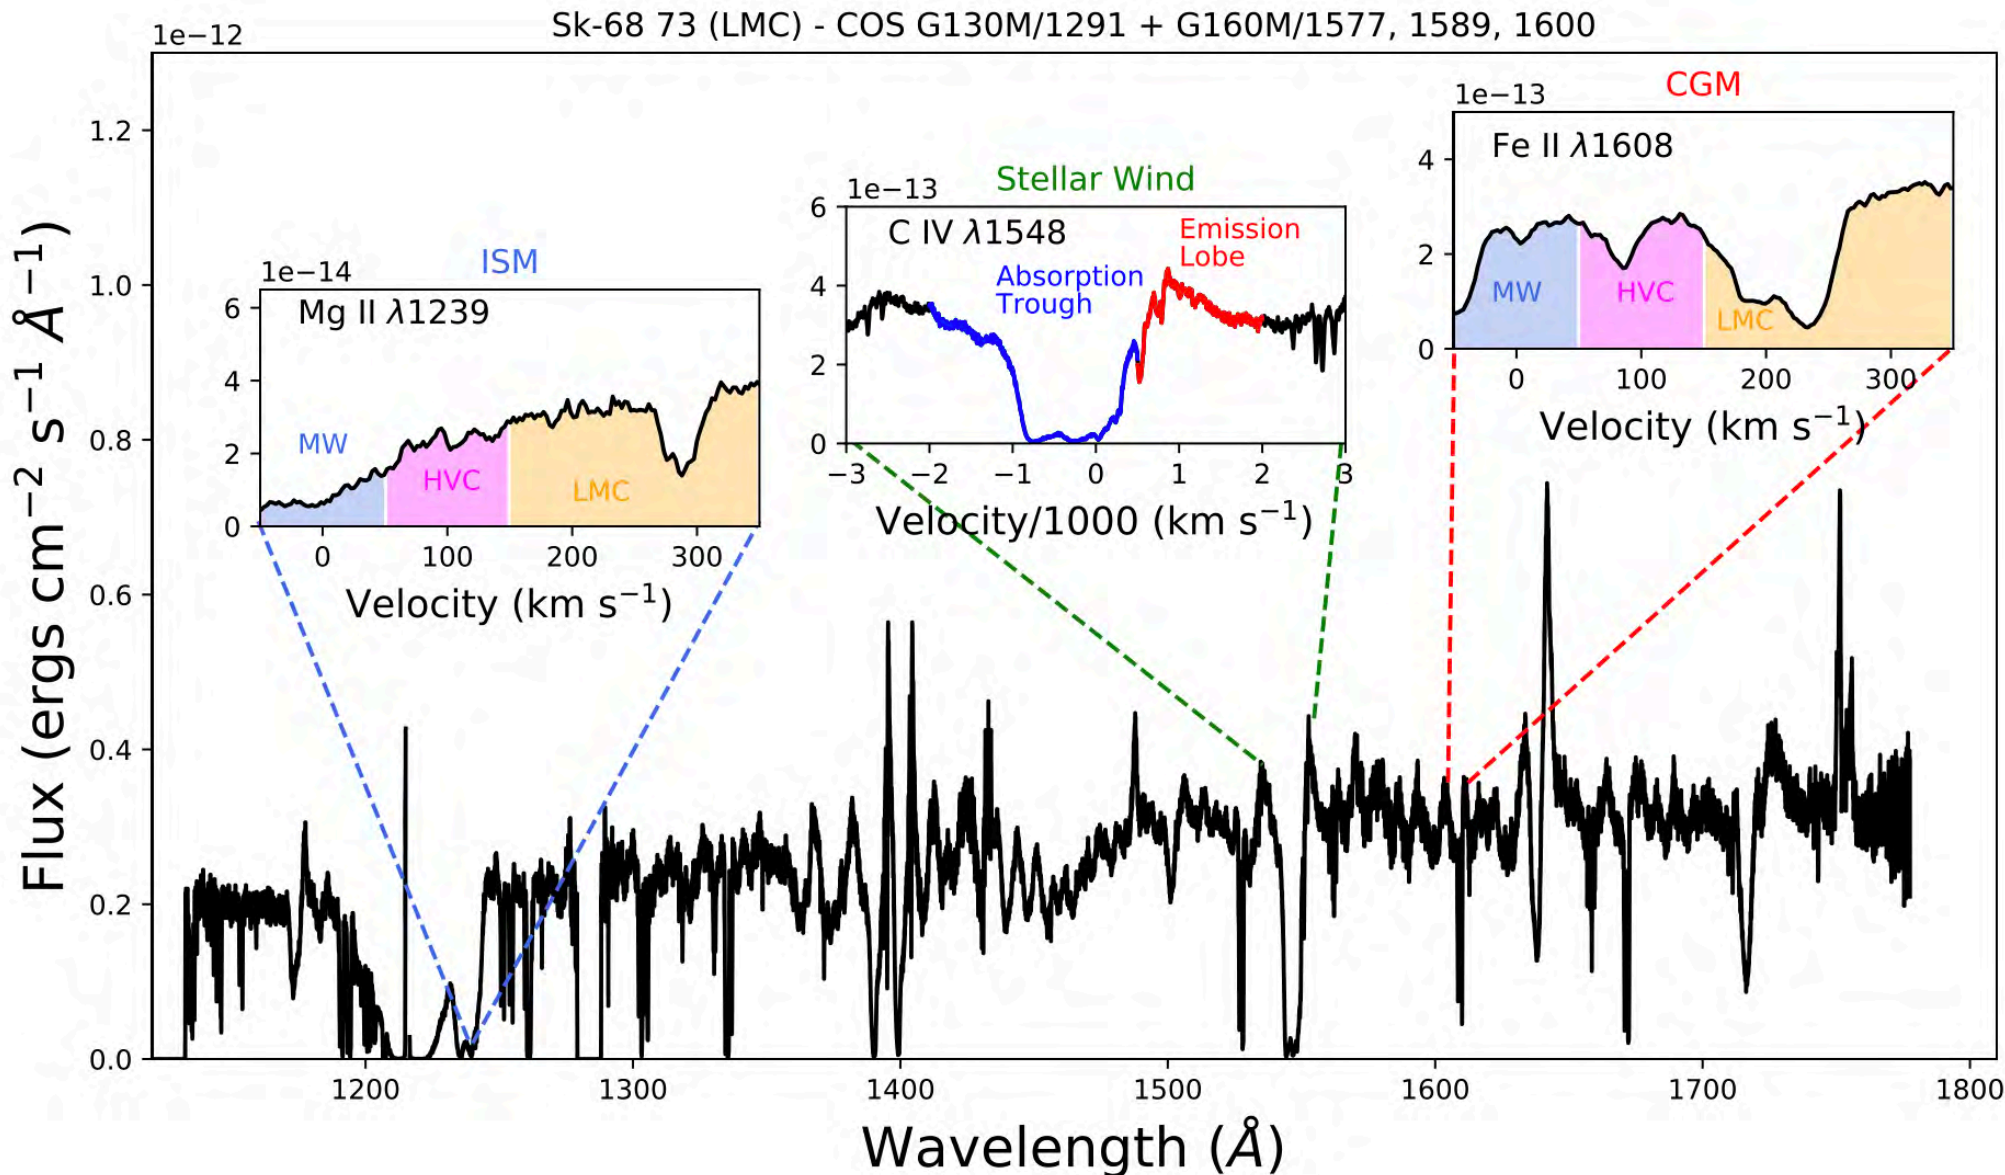 Sk-68 73 (LMC) - COS G130M/1291 + G160M/1577, 1589, 1600
1e−12
Flux (ergs cm−2 s−1 Å−1)
1.2
1.0
0.8
0.6
0.4
0.2
0.0
1200 1300 1400 1500 1600 1700 1800
Wavelength (Å)
ISM
1e−14
Mg II λ1239
6
4
2
0
MW
HVC
LMC
0 100 200 300
Velocity (km s−1)
Stellar Wind
1e−13
C IV λ1548
Emission
Lobe
Absorption
Trough
6
4
2
0
−3 −2 −1 0 1 2 3
Velocity/1000 (km s−1)
CGM
1e−13
Fe II λ1608
4
2
0
MW
HVC
LMC
0 100 200 300
Velocity (km s−1)